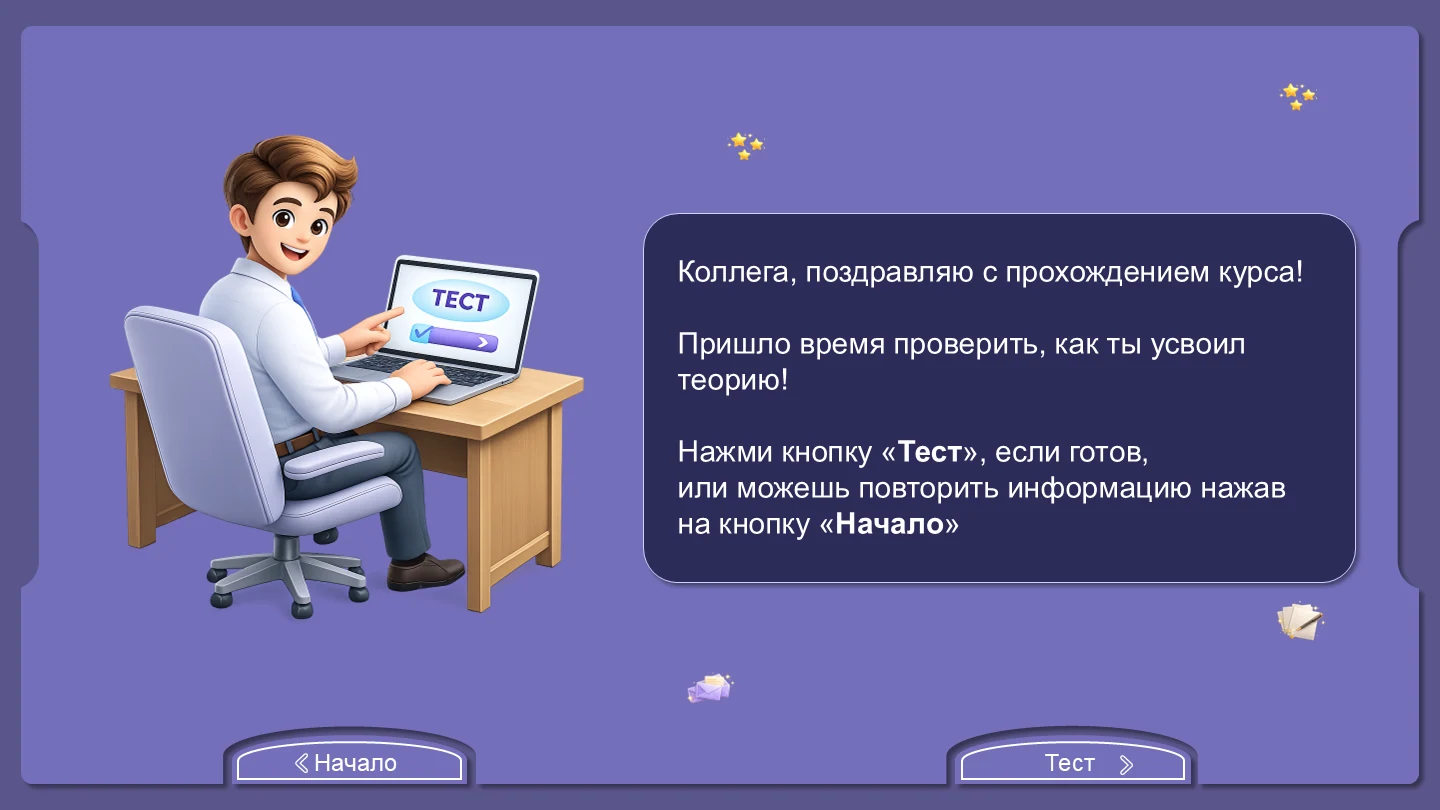 ТЕСТ
Коллега, поздравляю с прохождением курса!
Пришло время проверить, как ты усвоил
теорию!
Нажми кнопку «Тест», если готов,
или можешь повторить информацию нажав
на кнопку «Начало»
Начало
Тест